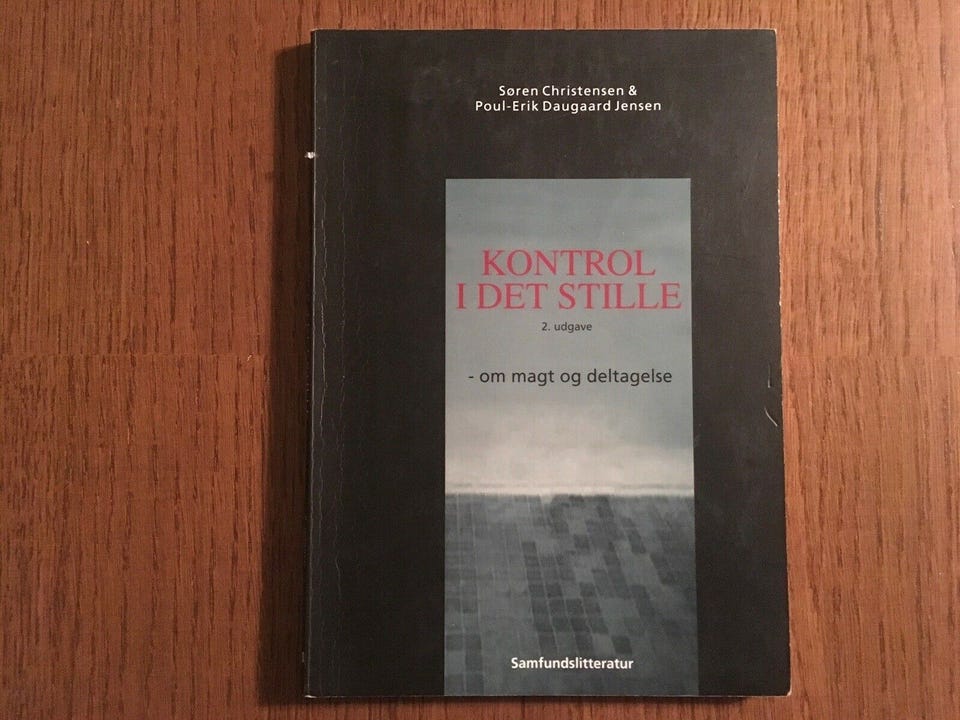 Søren Christensen &
Poul-Erik Daugaard Jensen
KONTROL
I DET STILLE
2. udgave
- om magt og deltagelse
Samfundslitteratur